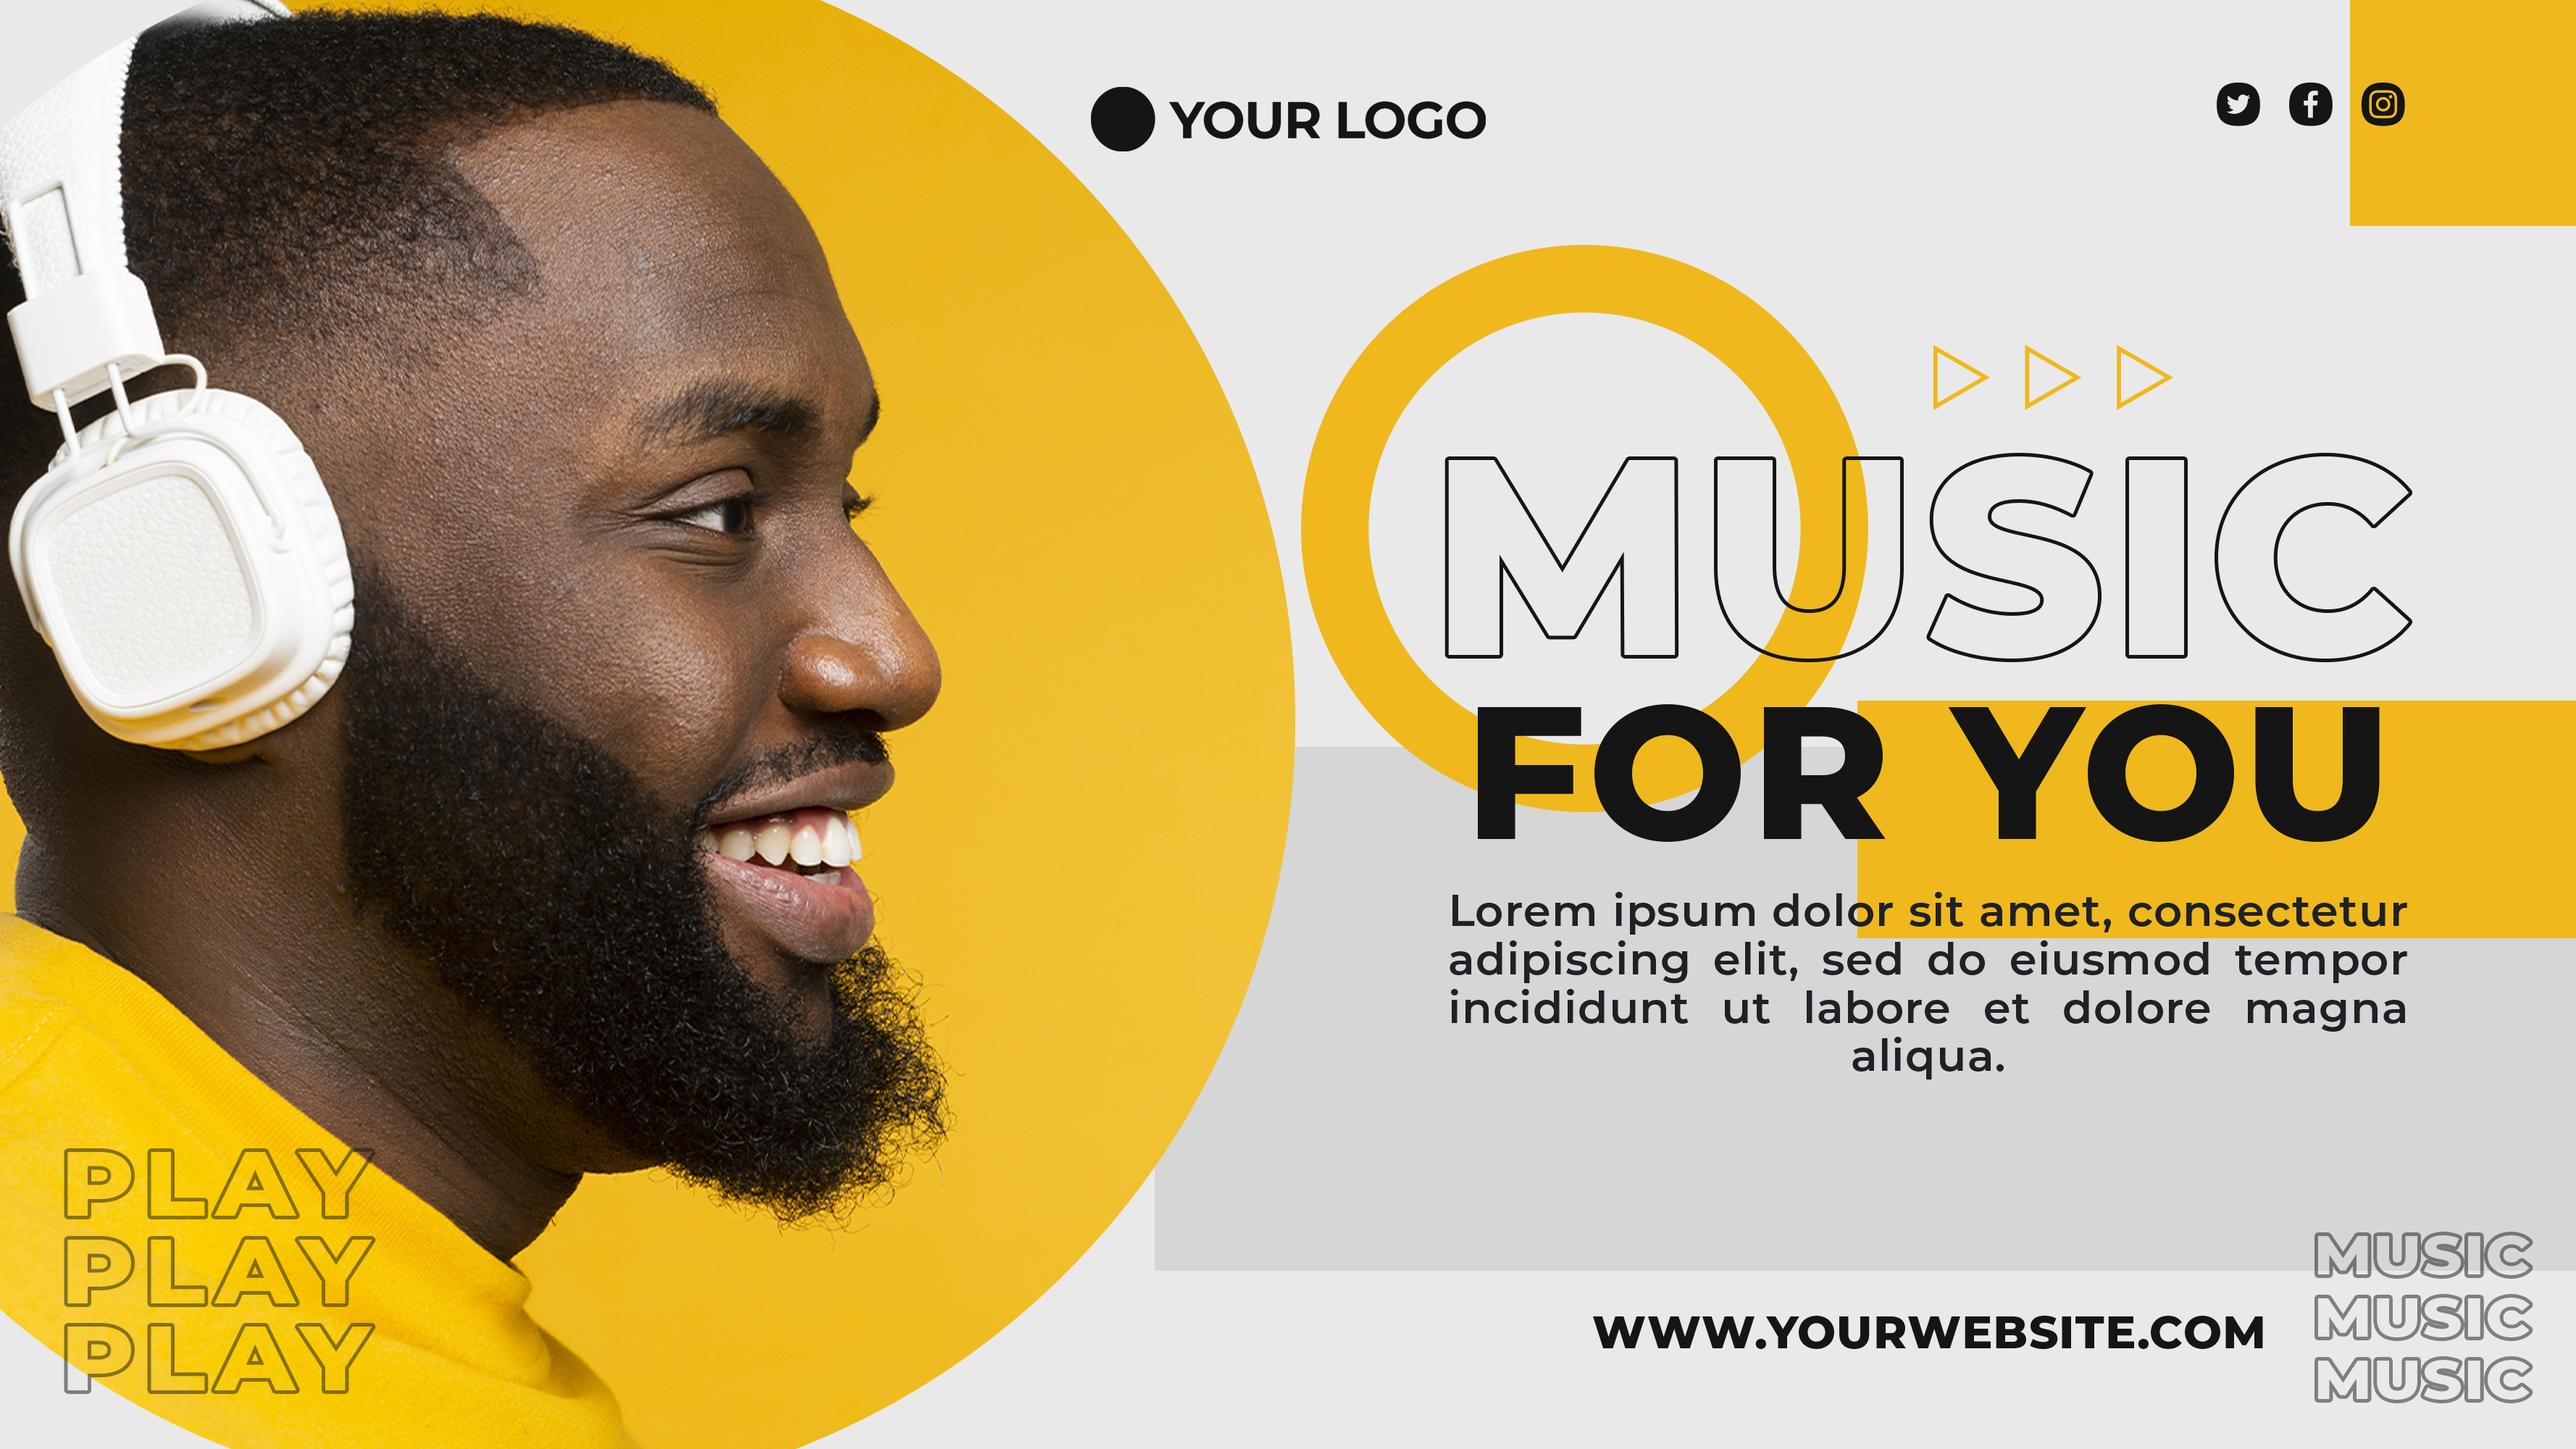 YOUR LOGO
MUSIC
FOR YOU
Lorem ipsum dolor sit amet, consectetur
adipiscing elit, sed do eiusmod tempor
incididunt ut labore et dolore magna
aliqua.
PLAY
PLAY
PLAY
WWW.YOURWEBSITE.COM
MUSIC
MUSIC
MUSIC